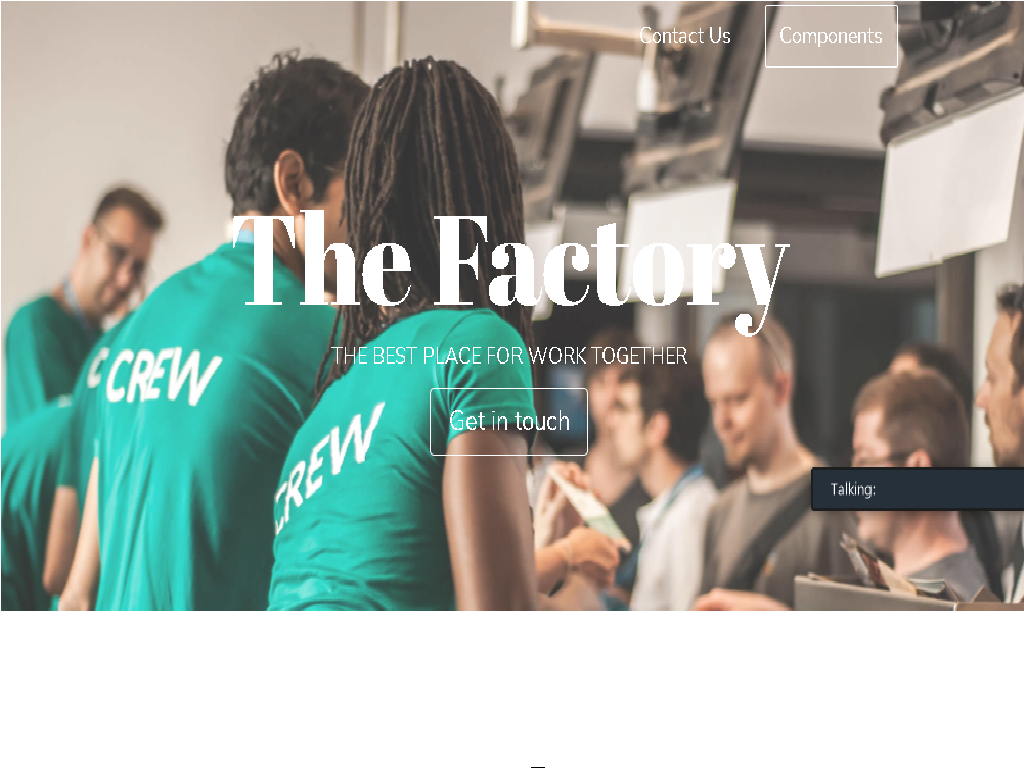 Contact Us
Components
The Factory
THE BEST PLACE FOR WORK TOGETHER
Get in touch
CREW
CREW
Talking: